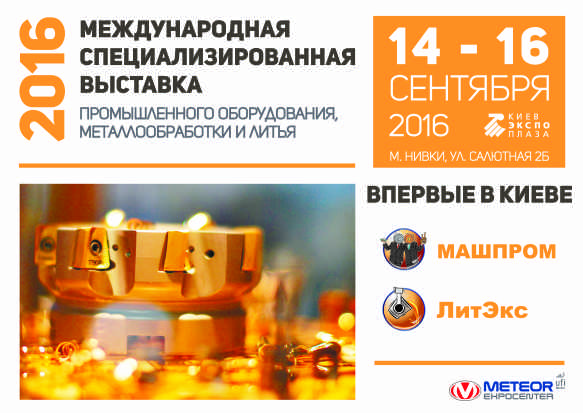 2016
МЕЖДУНАРОДНАЯ
СПЕЦИАЛИЗИРОВАННАЯ
ВЫСТАВКА
ПРОМЫШЛЕННОГО ОБОРУДОВАНИЯ,
МЕТАЛЛООБРАБОТКИ И ЛИТЬЯ
14 - 16
СЕНТЯБРЯ
2016
КИЕВ
ЭКСПО
ПЛАЗА
М. НИВКИ, УЛ. САЛЮТНАЯ 2Б
ВПЕРВЫЕ В КИЕВЕ
МАШПРОМ
ЛитЭкс
METEOR
EXPOCENTER
ufi